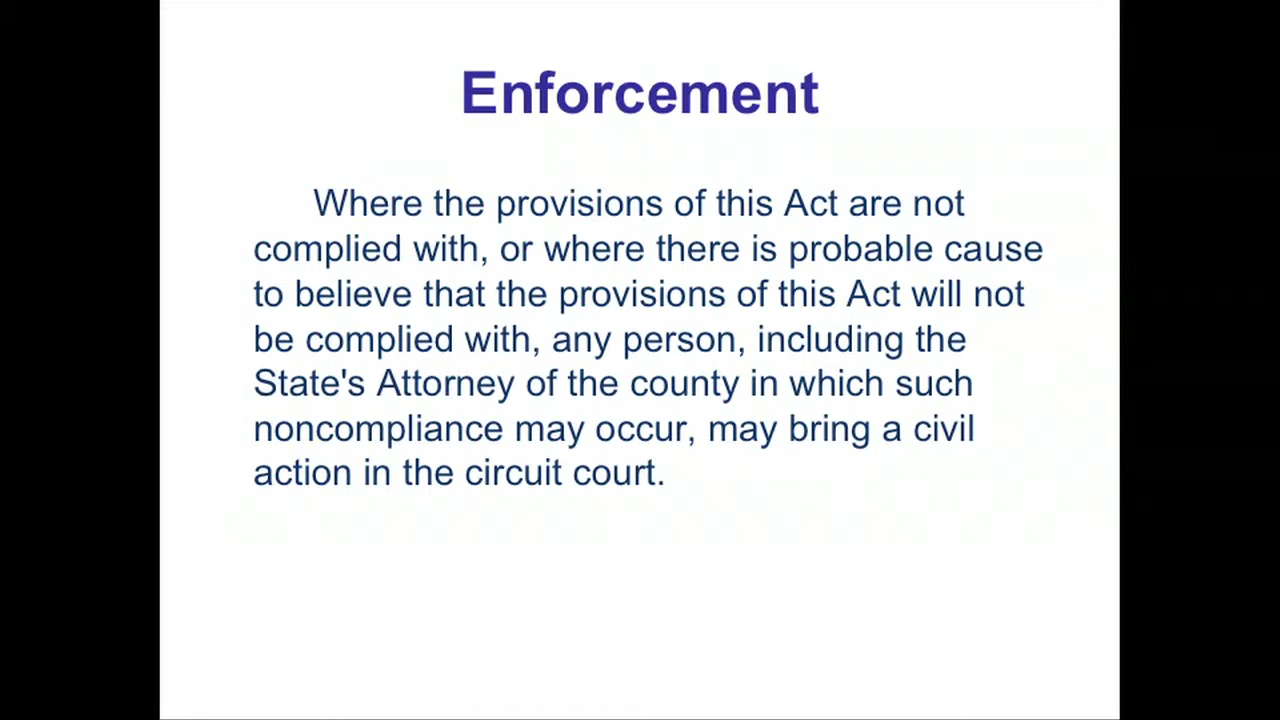 Enforcement
Where the provisions of this Act are not
complied with, or where there is probable cause
to believe that the provisions of this Act will not
be complied with, any person, including the
State's Attorney of the county in which such
noncompliance may occur, may bring a civil
action in the circuit court.